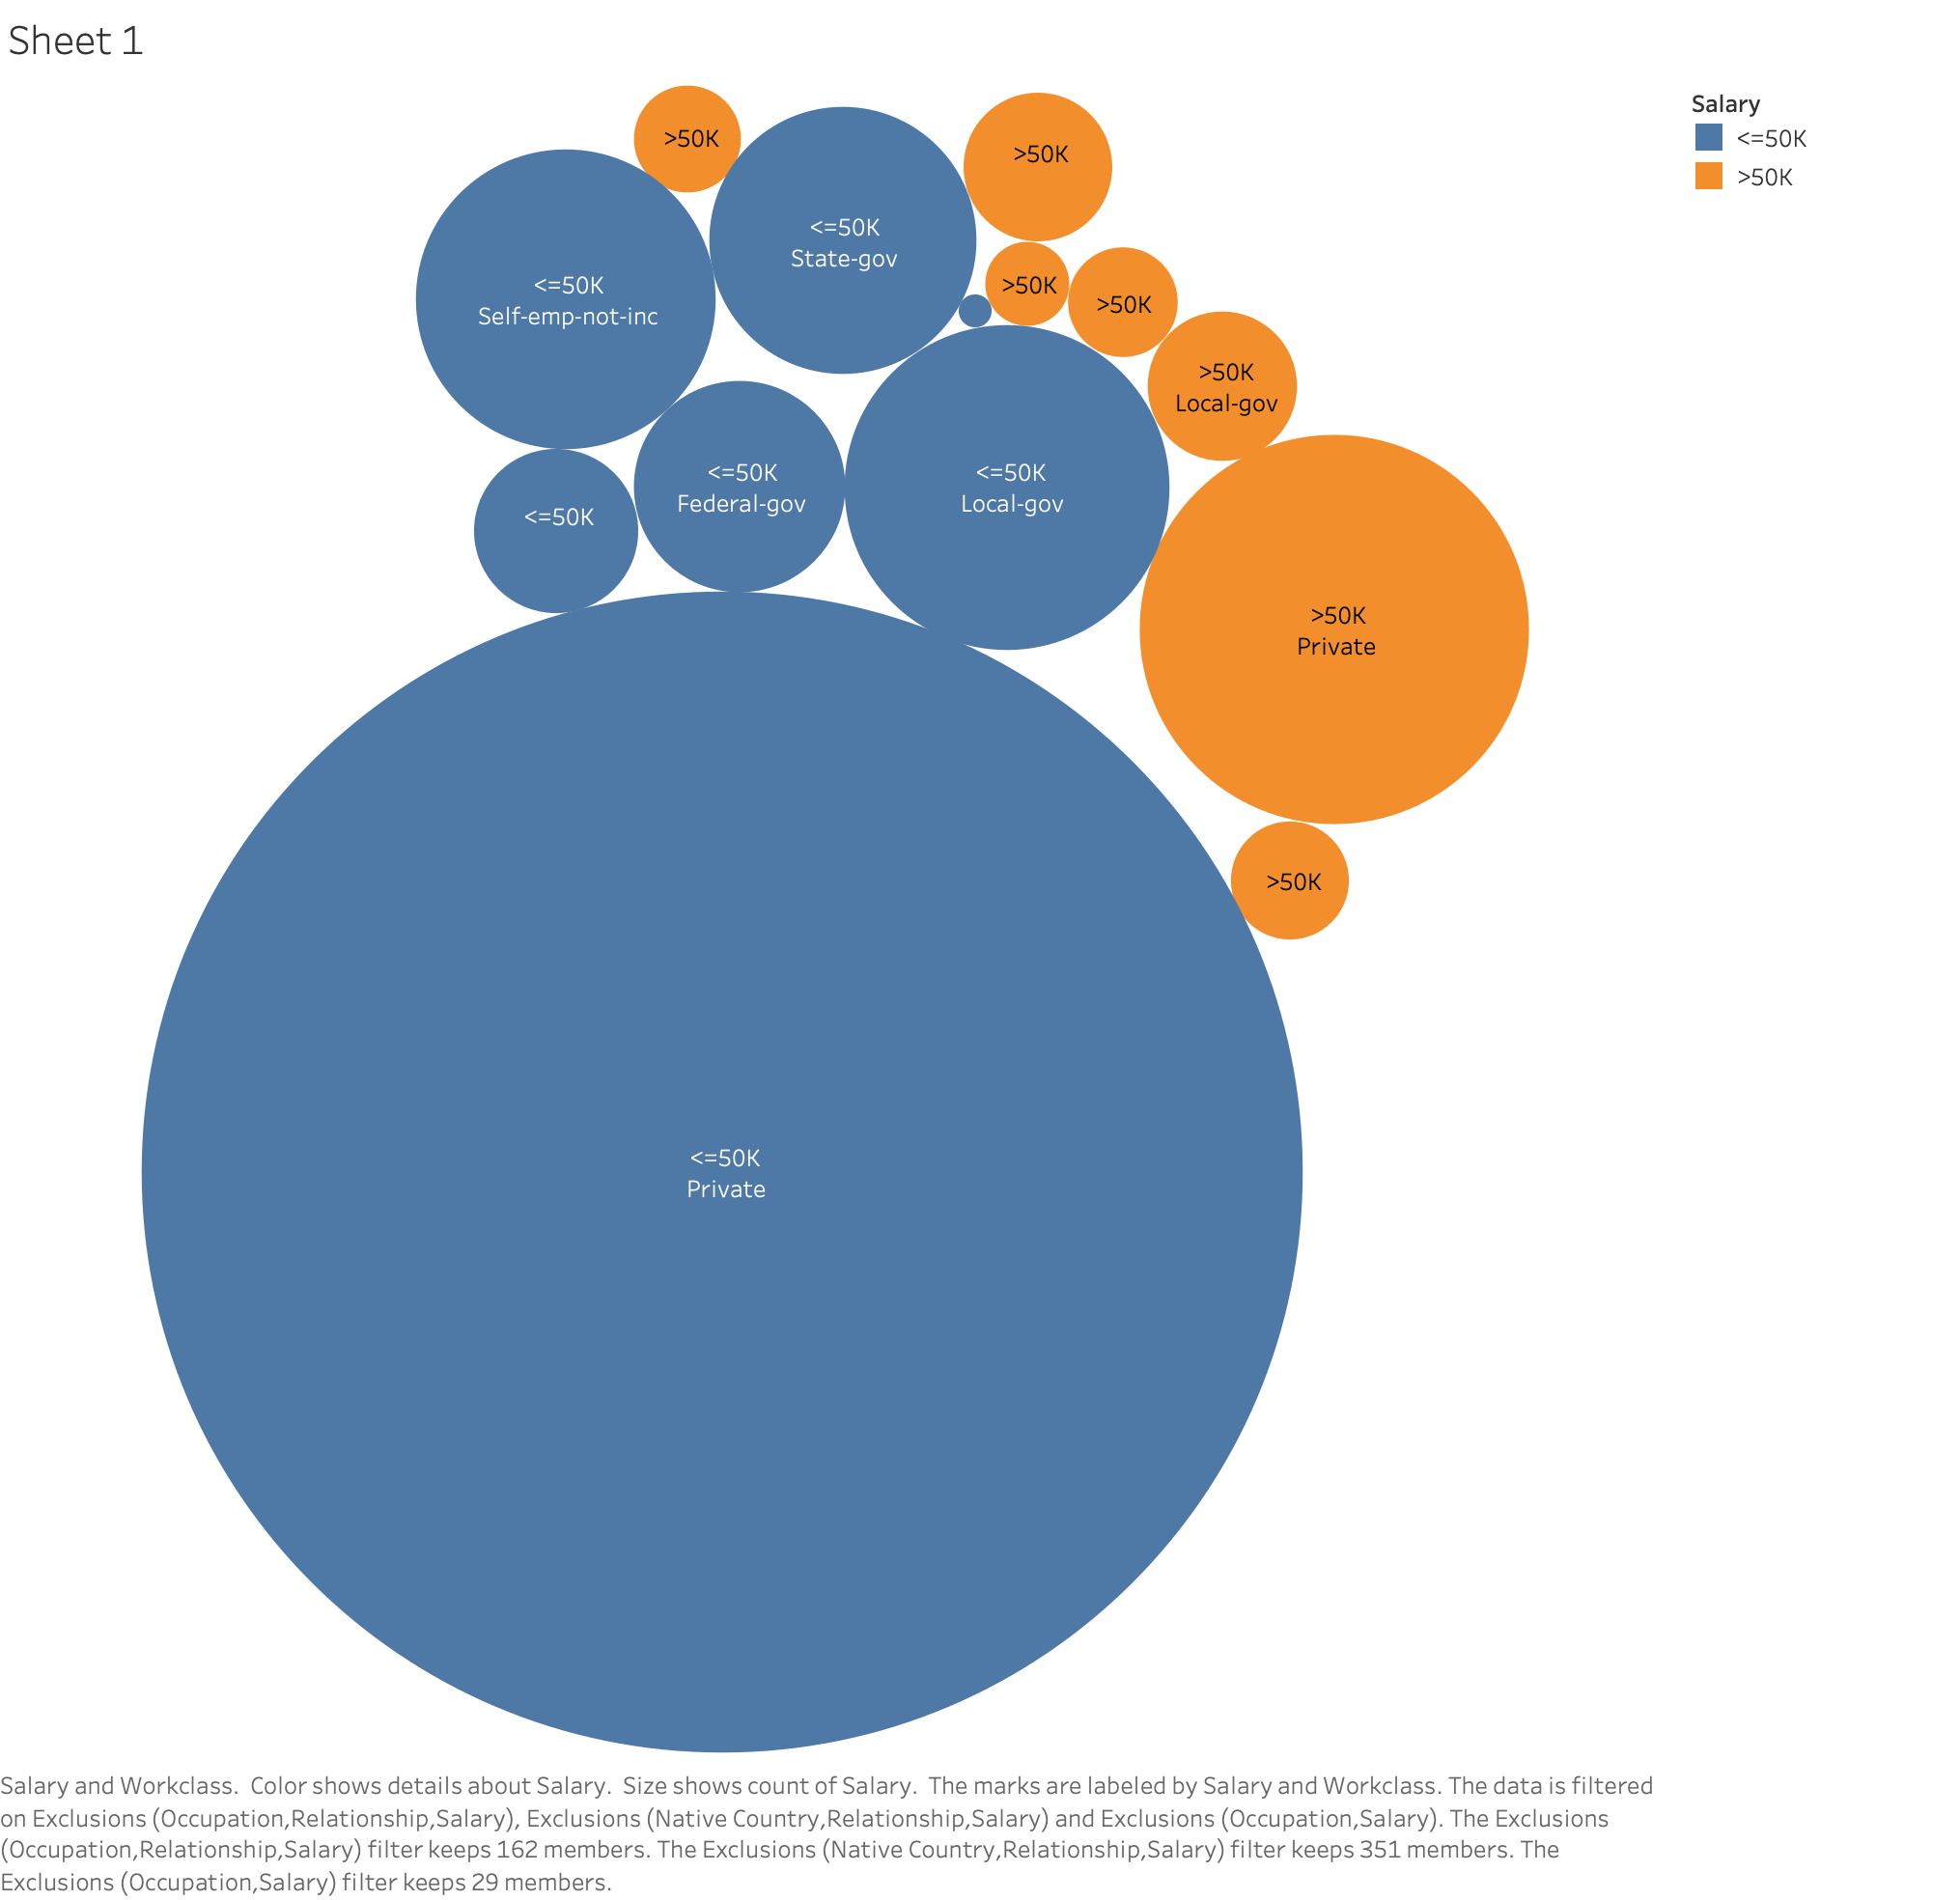 Sheet 1
Salary
<=50K
>50K
>50K
>50K
<=50K
State-gov
<=50K
Self-emp-not-inc
>50K
>50K
>50K
Local-gov
<=50K
Federal-gov
<=50K
Local-gov
<=50K
>50K
Private
>50K
<=50K
Private
Salary and Workclass.  Color shows details about Salary.  Size shows count of Salary.  The marks are labeled by Salary and Workclass. The data is filtered
on Exclusions (Occupation,Relationship,Salary), Exclusions (Native Country,Relationship,Salary) and Exclusions (Occupation,Salary). The Exclusions
(Occupation,Relationship,Salary) filter keeps 162 members. The Exclusions (Native Country,Relationship,Salary) filter keeps 351 members. The
Exclusions (Occupation,Salary) filter keeps 29 members.